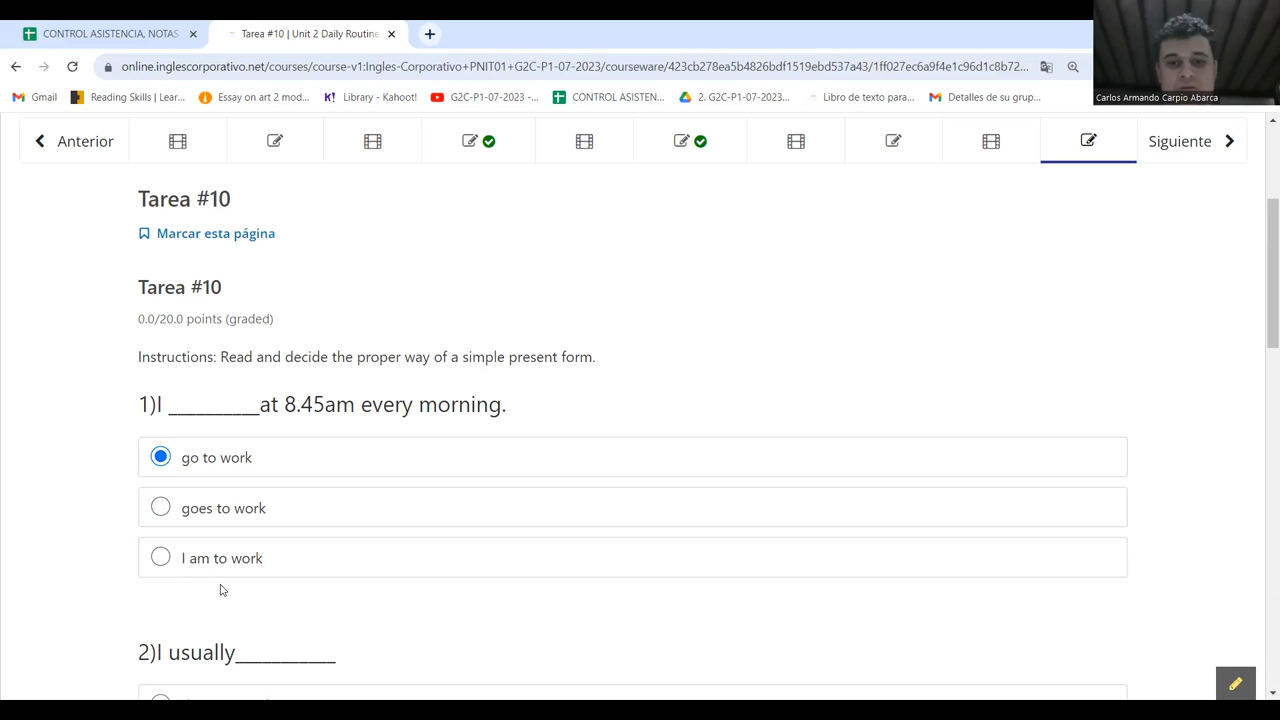 CONTROL ASISTENCIA, NOTAS
Tarea #10 | Unit 2 Daily Routine
online.inglescorporativo.net/courses/course-v1:Ingles-Corporativo+PNIT01+G2C-P1-07-2023/courseware/423cb278ea5b4826bdf1519ebd537a43/1ff027ec6a9f4e1c96d1c8b72...
Gmail
Reading Skills | Lear...
Essay on art 2 mod...
Library - Kahoot!
G2C-P1-07-2023 -...
CONTROL ASISTEN...
2. G2C-P1-07-2023...
Libro de texto para...
Detalles de su grup...
Carlos Armando Carpio Abarca
Anterior
Siguiente
Tarea #10
Marcar esta página
Tarea #10
0.0/20.0 points (graded)
Instructions: Read and decide the proper way of a simple present form.
1)I __________at 8.45am every morning.
go to work
goes to work
I am to work
2)I usually___________